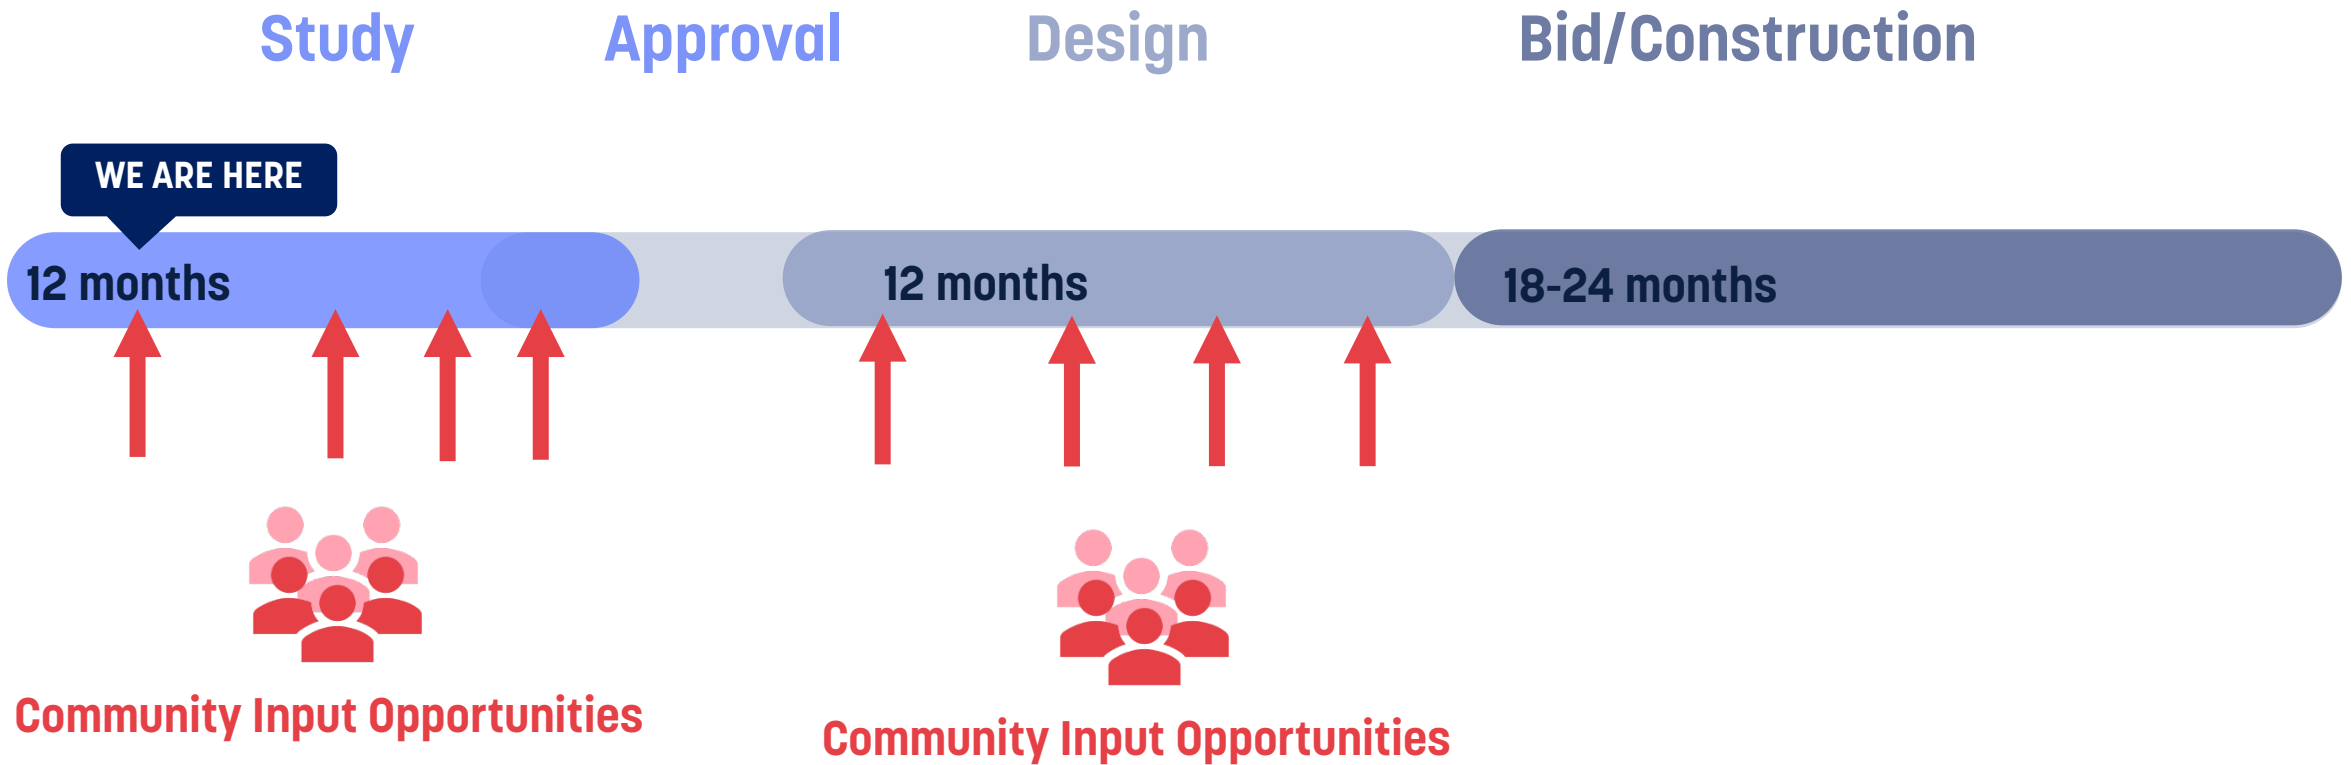 Study
Approval
Design
Bid/Construction
WE ARE HERE
12 months
12 months
18-24 months
Community Input Opportunities
Community Input Opportunities